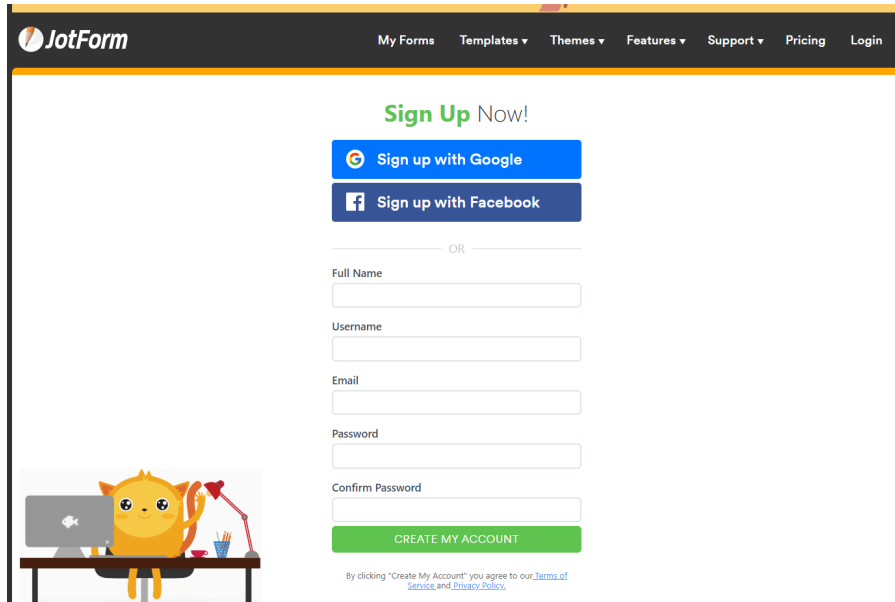 JotForm
My Forms Templates ▾ Themes ▾ Features ▾ Support ▾ Pricing Login
Sign Up Now!
Sign up with Google
Sign up with Facebook
OR
Full Name
Username
Email
Password
Confirm Password
CREATE MY ACCOUNT
By clicking "Create My Account" you agree to our Terms of
Service and Privacy Policy.